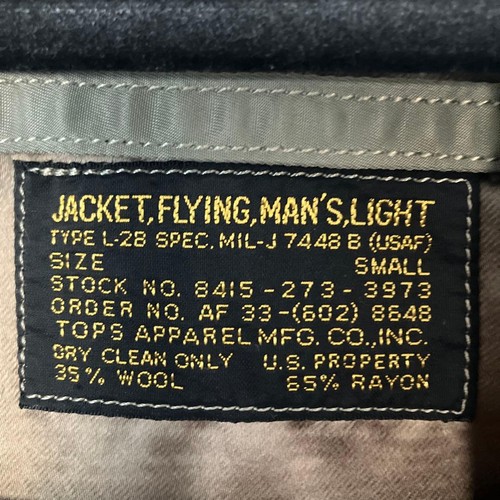 JACKET, FLYING, MAN'S, LIGHT
TYPE L-2B SPEC. MIL-J 7448 B (USAF)
SIZE SMALL
STOCK NO. 8415-273-3973
ORDER NO. AF 33-(602) 8648
TOPS APPAREL MFG. CO., INC.
DRY CLEAN ONLY U.S. PROPERTY
35% WOOL 65% RAYON